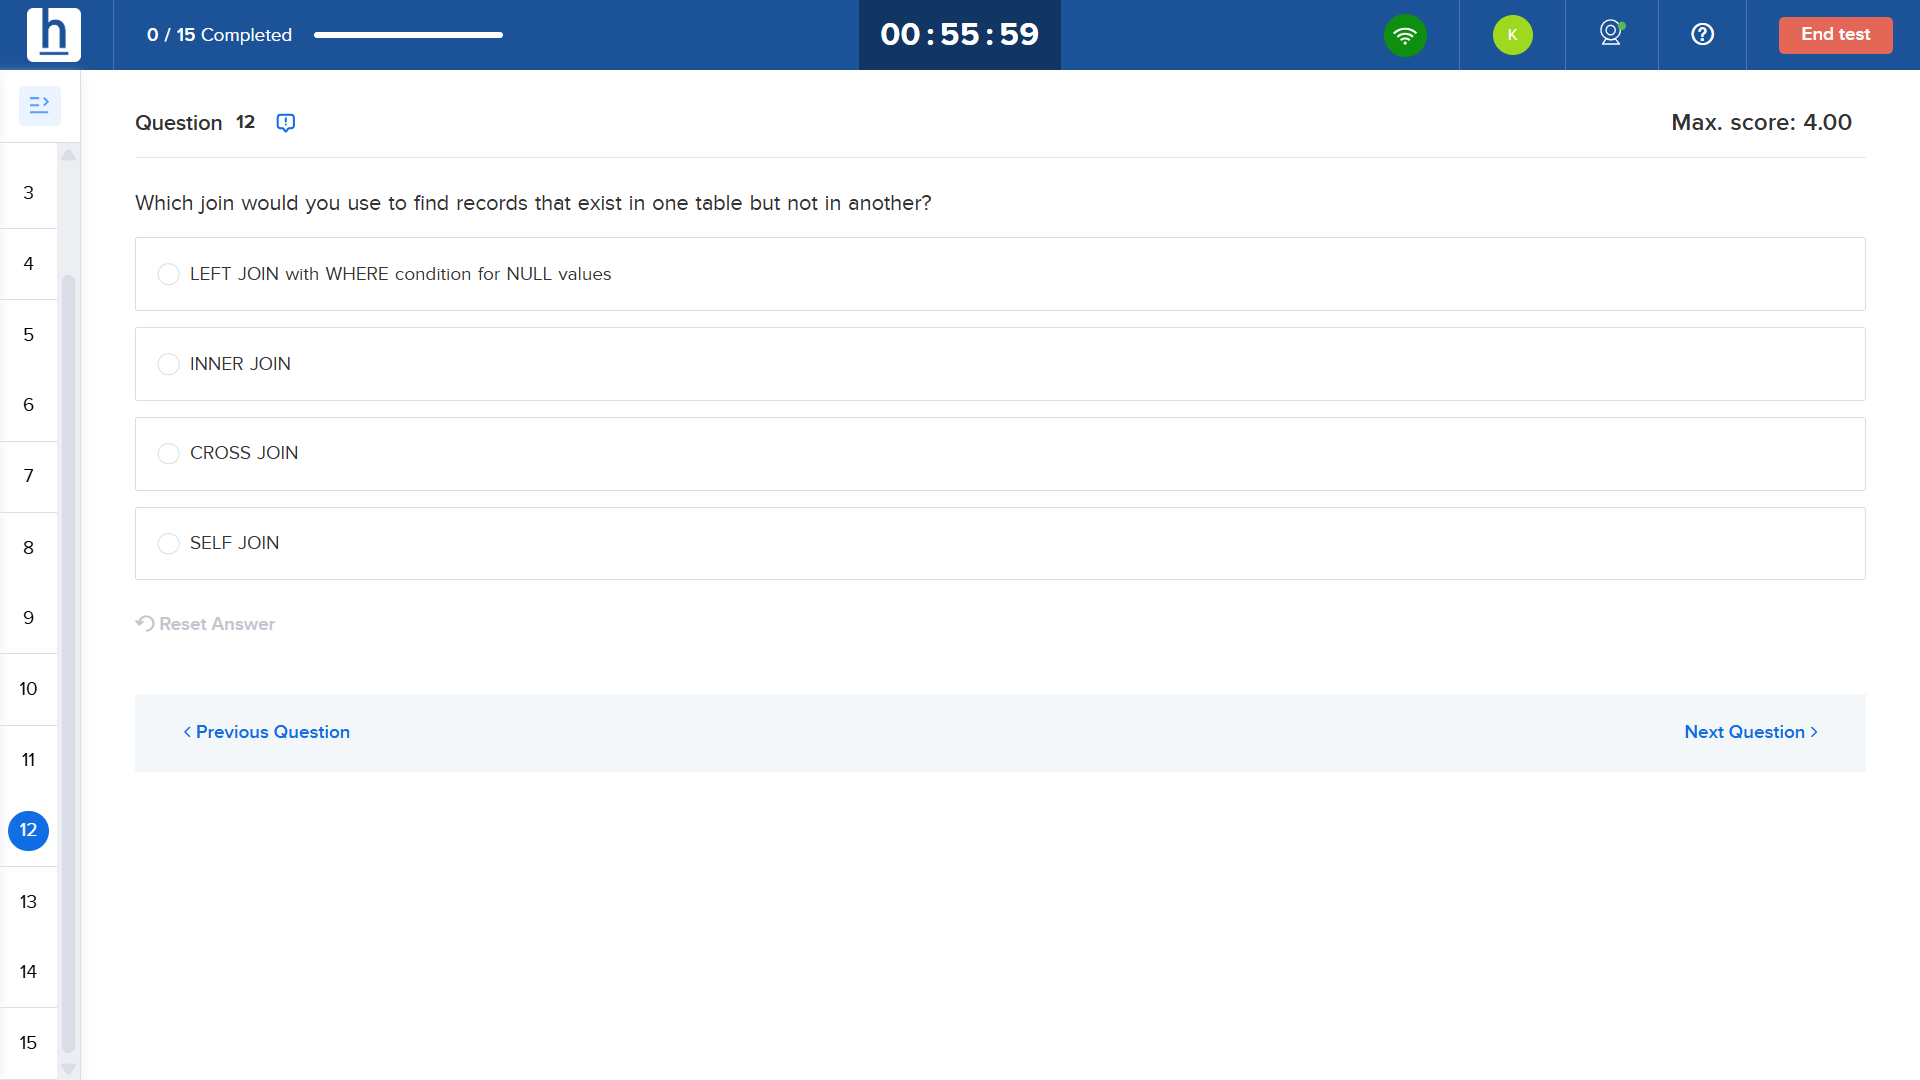 h
0 / 15 Completed
00 : 55 : 59
K
End test
Question 12
Max. score: 4.00
Which join would you use to find records that exist in one table but not in another?
LEFT JOIN with WHERE condition for NULL values
INNER JOIN
CROSS JOIN
SELF JOIN
Reset Answer
Previous Question
Next Question
3
4
5
6
7
8
9
10
11
12
13
14
15